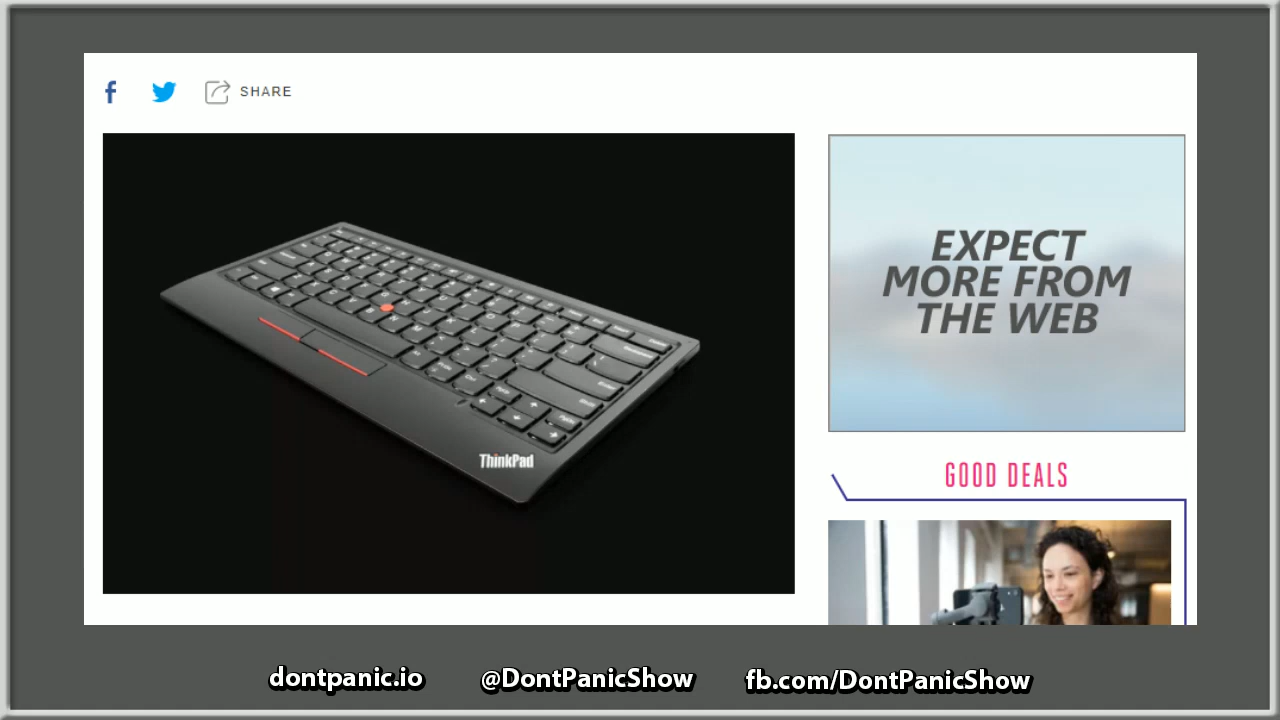 SHARE
EXPECT
MORE FROM
THE WEB
ThinkPad
GOOD DEALS
dontpanic.io
@DontPanicShow
fb.com/DontPanicShow